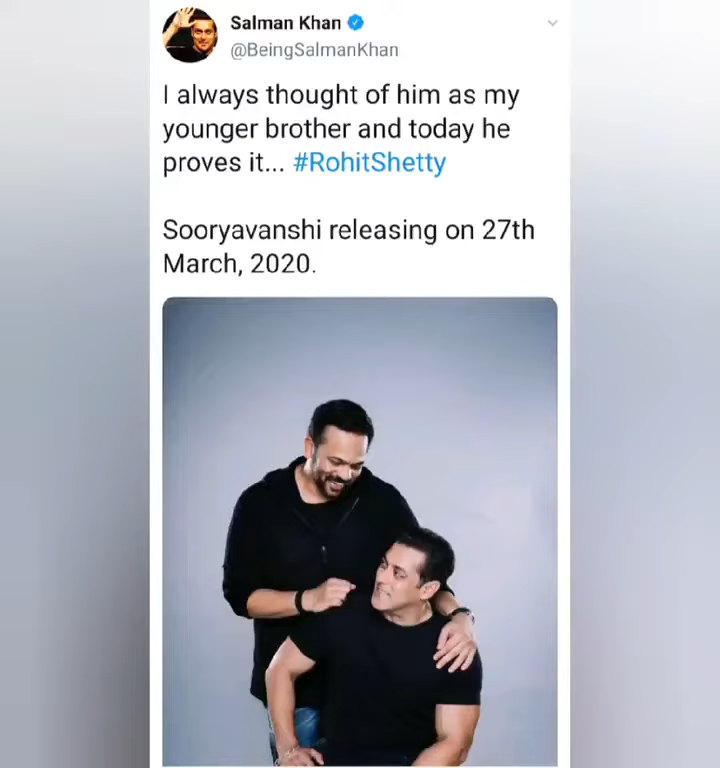 Salman Khan
@BeingSalmanKhan
I always thought of him as my
younger brother and today he
proves it... #RohitShetty
Sooryavanshi releasing on 27th
March, 2020.